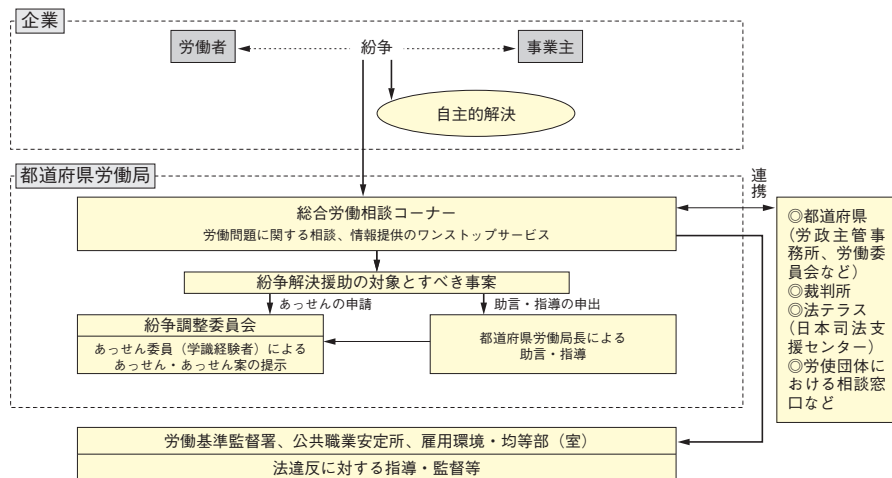 企業
労働者
紛争
事業主
自主的解決
都道府県労働局
連携
総合労働相談コーナー
労働問題に関する相談、情報提供のワンストップサービス
紛争解決援助の対象とすべき事案
あっせんの申請
助言・指導の申出
紛争調整委員会
あっせん委員（学識経験者）による
あっせん・あっせん案の提示
都道府県労働局長による
助言・指導
◎都道府県
（労政主管事
務所、労働委
員会など）
◎裁判所
◎法テラス
（日本司法支
援センター）
◎労使団体に
おける相談窓
口など
労働基準監督署、公共職業安定所、雇用環境・均等部（室）
法違反に対する指導・監督等